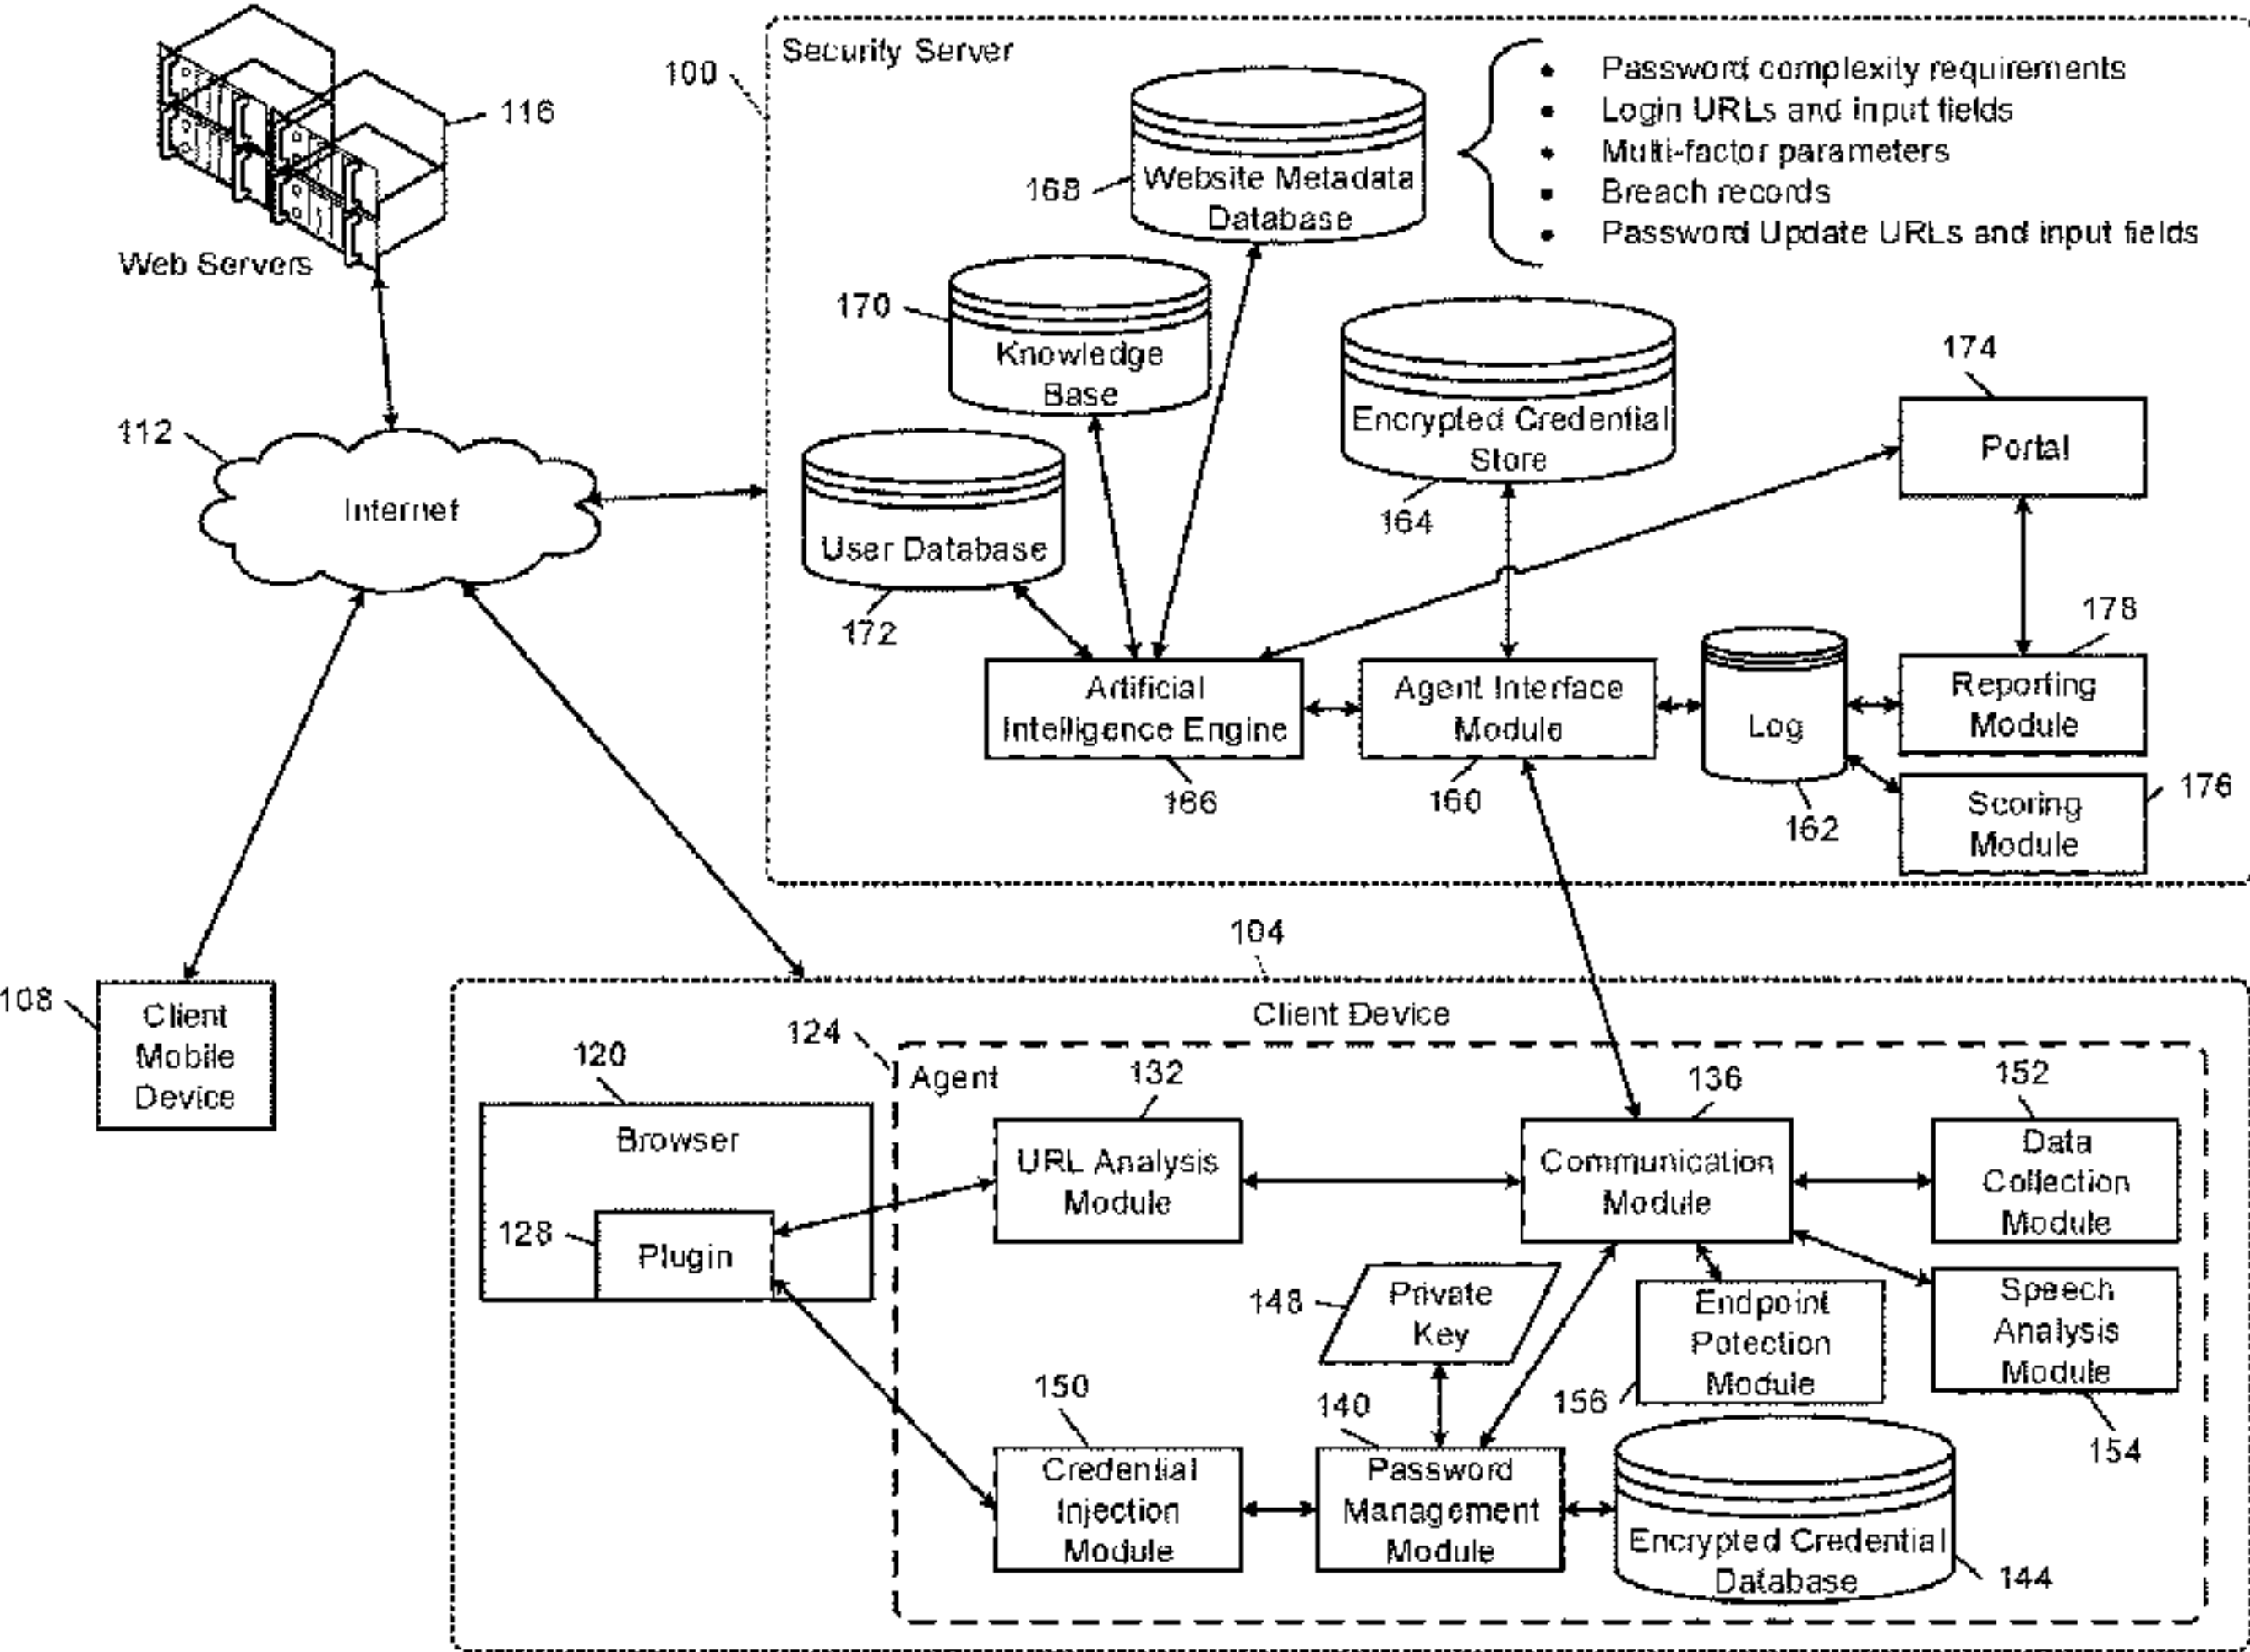 Security Server
100
116
Web Servers
168
Website Metadata
Database
• Password complexity requirements
• Login URLs and input fields
• Multi-factor parameters
• Breach records
• Password Update URLs and input fields
170
Knowledge
Base
Encrypted Credential
Store
164
174
Portal
112
Internet
User Database
172
Artificial
Intelligence Engine
166
Agent Interface
Module
160
Log
162
178
Reporting
Module
Scoring
Module
176
108
Client
Mobile
Device
104
Client Device
124
Agent
120
Browser
128
Plugin
132
URL Analysis
Module
136
Communication
Module
152
Data
Collection
Module
148
Private
Key
Endpoint
Potection
Module
156
Speech
Analysis
Module
154
150
Credential
Injection
Module
140
Password
Management
Module
Encrypted Credential
Database
144